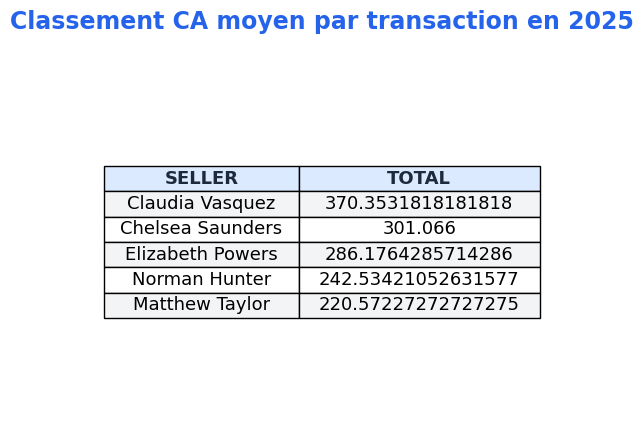 Classement CA moyen par transaction en 2025
SELLER TOTAL
Claudia Vasquez 370.3531818181818
Chelsea Saunders 301.066
Elizabeth Powers 286.1764285714286
Norman Hunter 242.53421052631577
Matthew Taylor 220.57227272727275